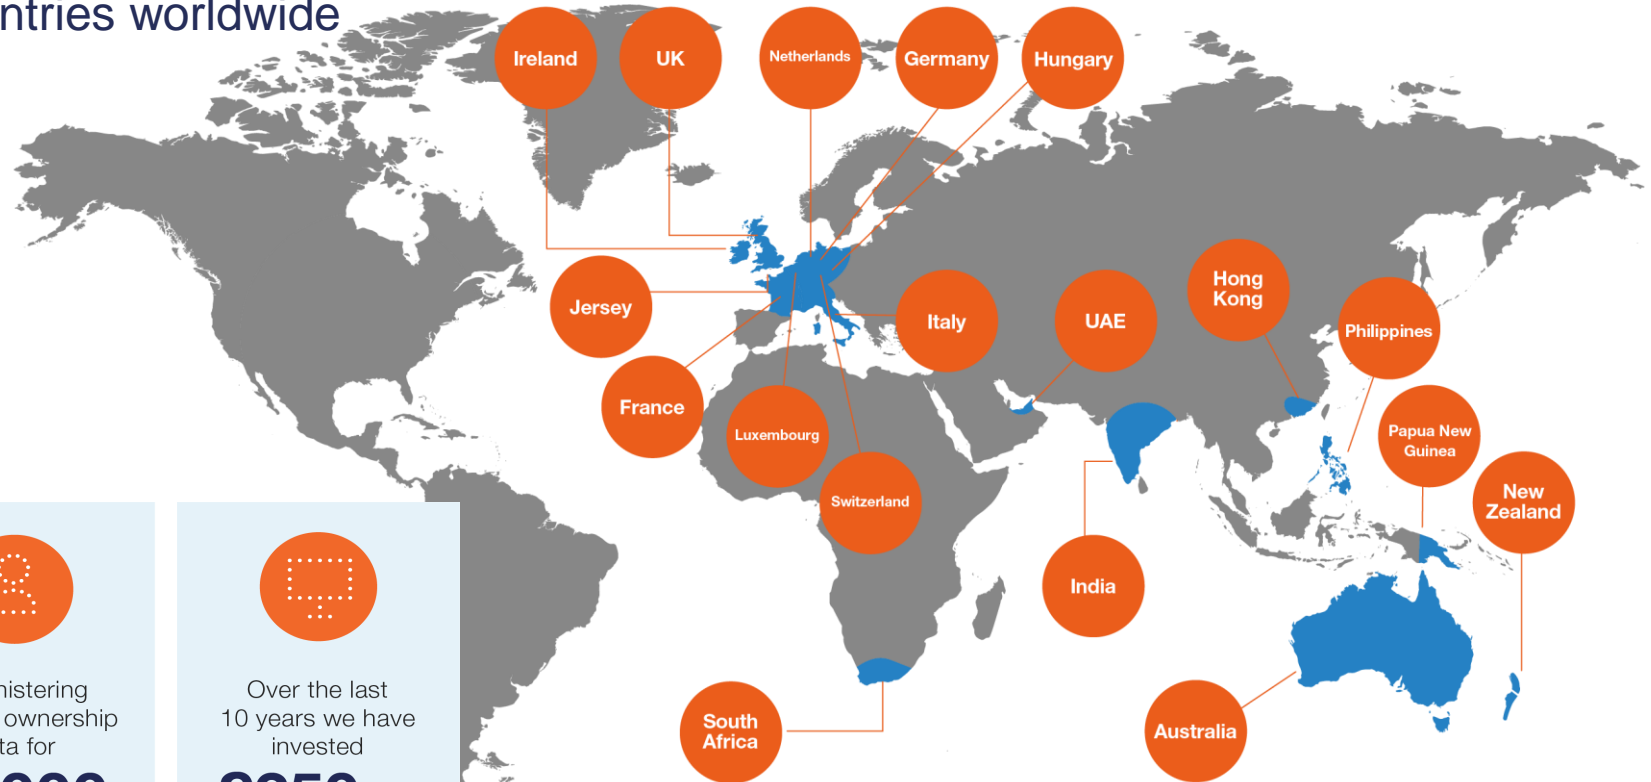 ntries worldwide
Ireland
UK
Netherlands
Germany
Hungary
Jersey
Italy
UAE
Hong
Kong
Philippines
France
Luxembourg
Switzerland
Papua New
Guinea
New
Zealand
India
South
Africa
Australia
nistering
ownership
ta for
Over the last
10 years we have
invested